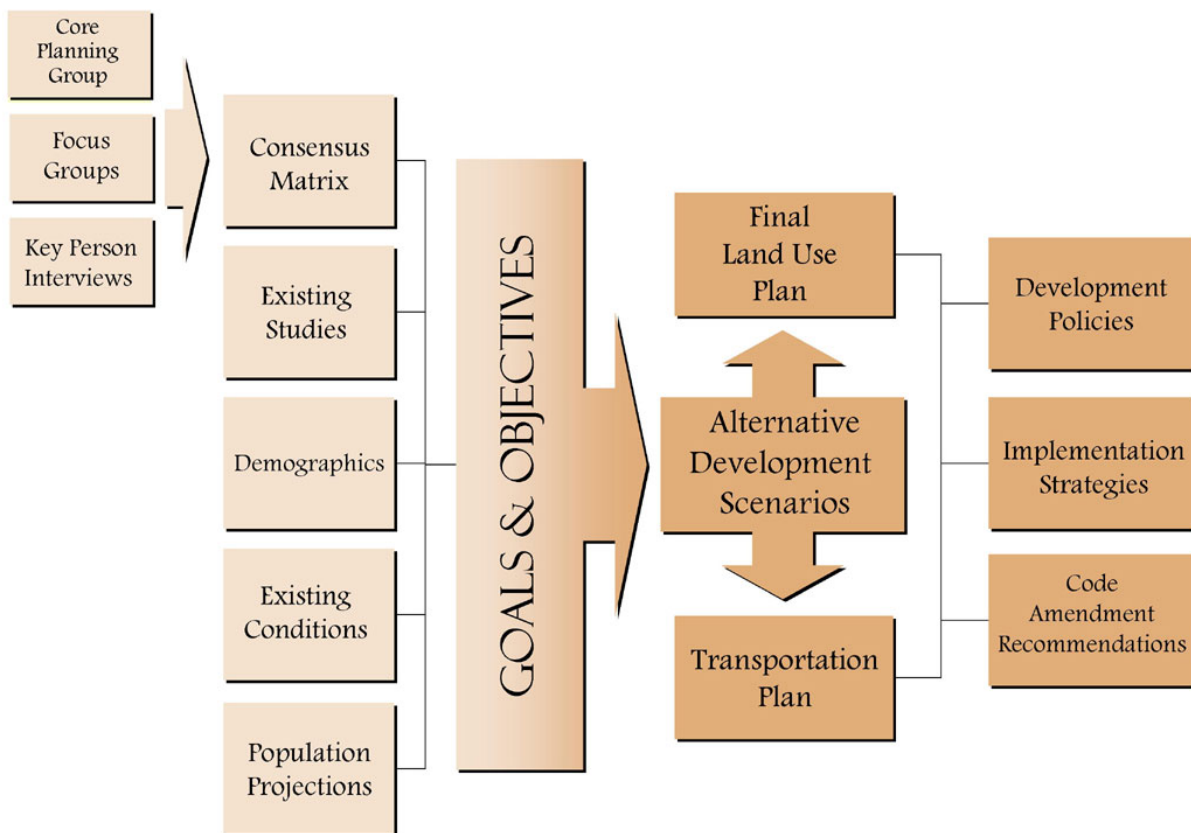 Core
Planning
Group
Focus
Groups
Key Person
Interviews
Consensus
Matrix
Existing
Studies
Demographics
Existing
Conditions
Population
Projections
GOALS & OBJECTIVES
Final
Land Use
Plan
Alternative
Development
Scenarios
Transportation
Plan
Development
Policies
Implementation
Strategies
Code
Amendment
Recommendations